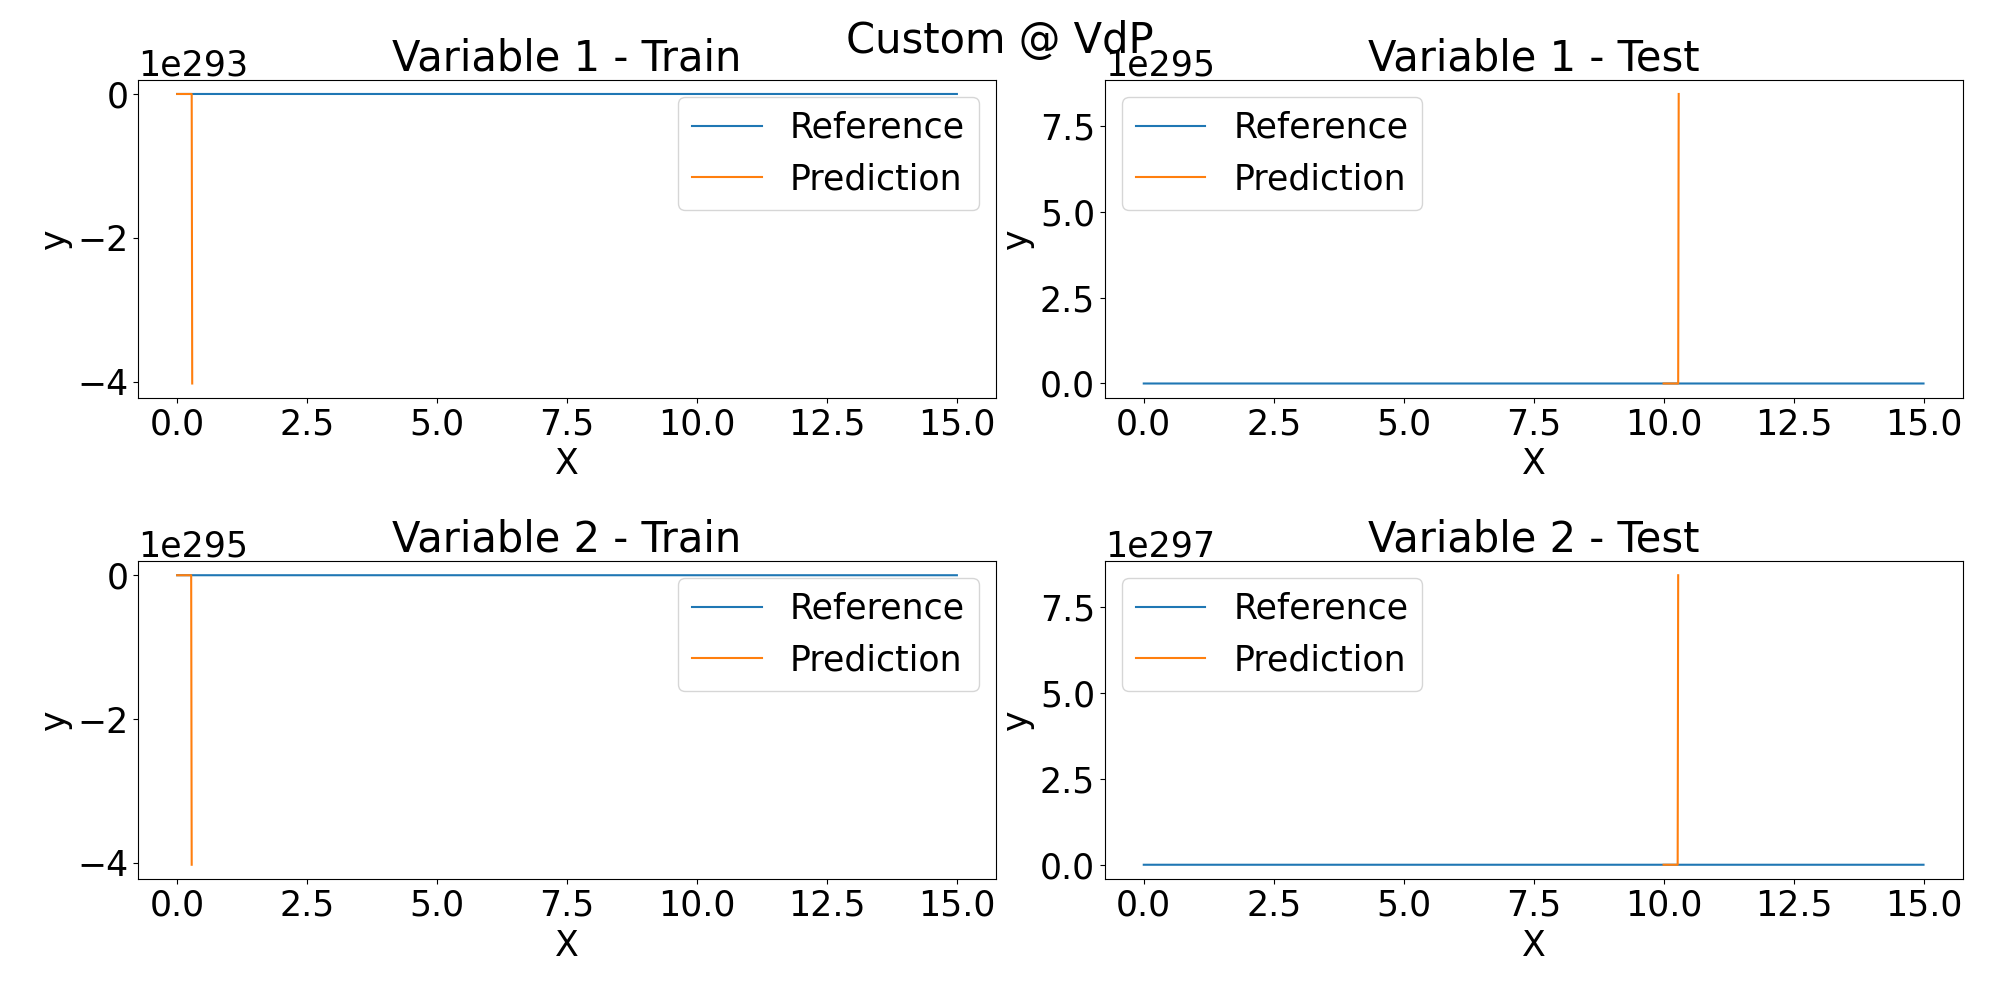 Custom @ VdP
Variable 1 - Train
1e293
0
−2
−4
y
0.0 2.5 5.0 7.5 10.0 12.5 15.0
X
Reference
Prediction
Variable 1 - Test
1e295
7.5
5.0
2.5
0.0
y
0.0 2.5 5.0 7.5 10.0 12.5 15.0
X
Reference
Prediction
Variable 2 - Train
1e295
0
−2
−4
y
0.0 2.5 5.0 7.5 10.0 12.5 15.0
X
Reference
Prediction
Variable 2 - Test
1e297
7.5
5.0
2.5
0.0
y
0.0 2.5 5.0 7.5 10.0 12.5 15.0
X
Reference
Prediction